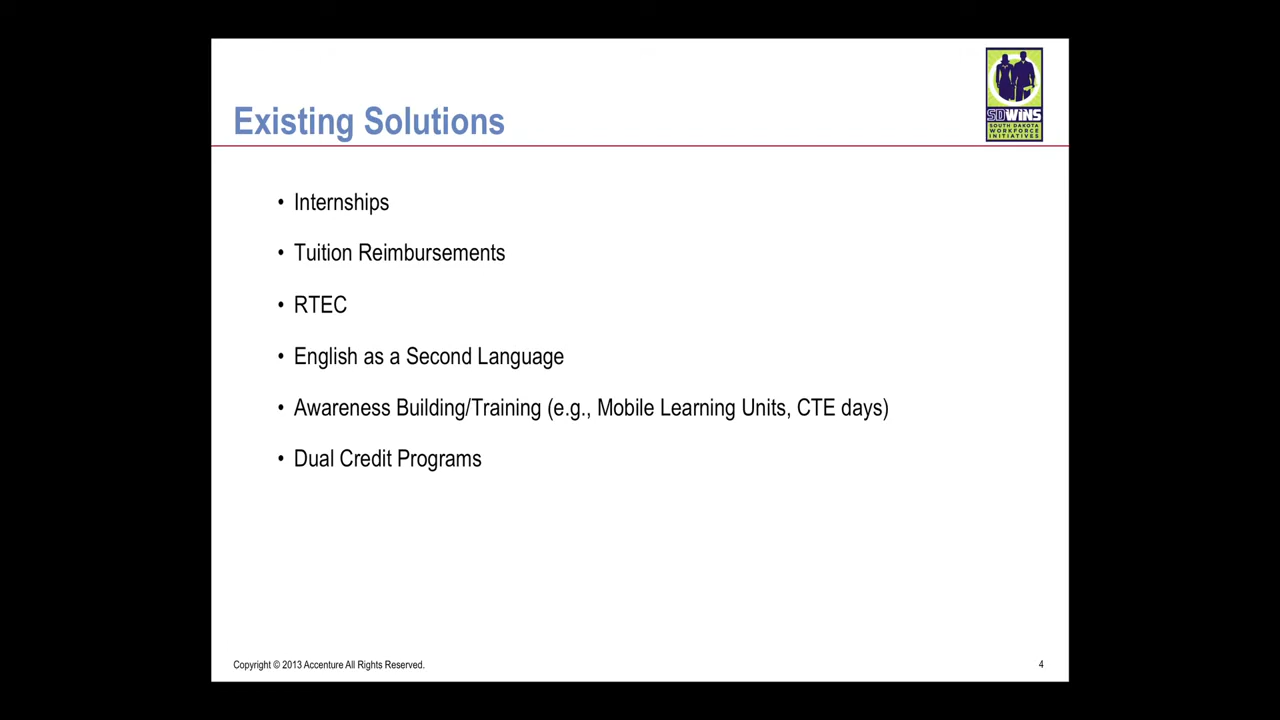 Existing Solutions
SDWINS
SOUTH DAKOTA
WORKFORCE
INITIATIVES
• Internships
• Tuition Reimbursements
• RTEC
• English as a Second Language
• Awareness Building/Training (e.g., Mobile Learning Units, CTE days)
• Dual Credit Programs
Copyright © 2013 Accenture All Rights Reserved.
4